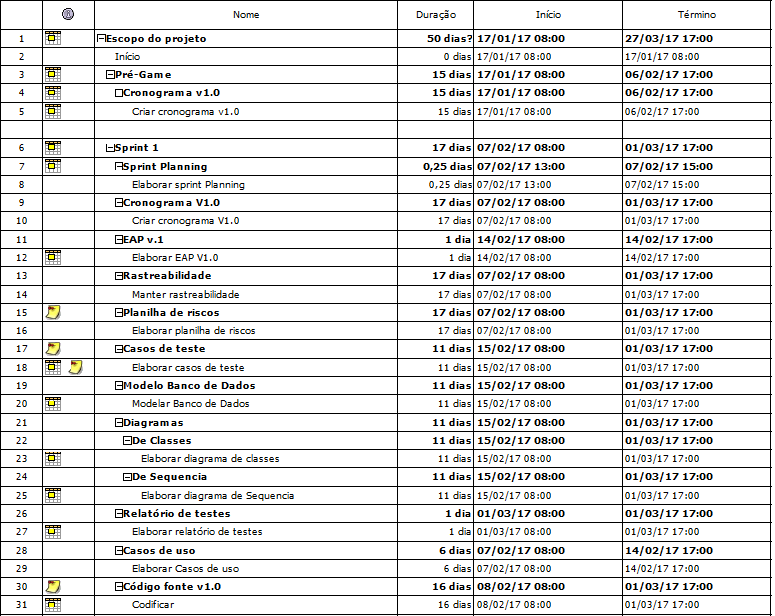 Nome Duração Início Término
1 Escopo do projeto 50 dias? 17/01/17 08:00 27/03/17 17:00
2 Início 0 dias 17/01/17 08:00 17/01/17 08:00
3 Pré-Game 15 dias 17/01/17 08:00 06/02/17 17:00
4 Cronograma v1.0 15 dias 17/01/17 08:00 06/02/17 17:00
5 Criar cronograma v1.0 15 dias 17/01/17 08:00 06/02/17 17:00
6 Sprint 1 17 dias 07/02/17 08:00 01/03/17 17:00
7 Sprint Planning 0,25 dias 07/02/17 13:00 07/02/17 15:00
8 Elaborar sprint Planning 0,25 dias 07/02/17 13:00 07/02/17 15:00
9 Cronograma V1.0 17 dias 07/02/17 08:00 01/03/17 17:00
10 Criar cronograma V1.0 17 dias 07/02/17 08:00 01/03/17 17:00
11 EAP v.1 1 dia 14/02/17 08:00 14/02/17 17:00
12 Elaborar EAP V1.0 1 dia 14/02/17 08:00 14/02/17 17:00
13 Rastreabilidade 17 dias 07/02/17 08:00 01/03/17 17:00
14 Manter rastreabilidade 17 dias 07/02/17 08:00 01/03/17 17:00
15 Planilha de riscos 17 dias 07/02/17 08:00 01/03/17 17:00
16 Elaborar planilha de riscos 17 dias 07/02/17 08:00 01/03/17 17:00
17 Casos de teste 11 dias 15/02/17 08:00 01/03/17 17:00
18 Elaborar casos de teste 11 dias 15/02/17 08:00 01/03/17 17:00
19 Modelo Banco de Dados 11 dias 15/02/17 08:00 01/03/17 17:00
20 Modelar Banco de Dados 11 dias 15/02/17 08:00 01/03/17 17:00
21 Diagramas 11 dias 15/02/17 08:00 01/03/17 17:00
22 De Classes 11 dias 15/02/17 08:00 01/03/17 17:00
23 Elaborar diagrama de classes 11 dias 15/02/17 08:00 01/03/17 17:00
24 De Sequencia 11 dias 15/02/17 08:00 01/03/17 17:00
25 Elaborar diagrama de Sequencia 11 dias 15/02/17 08:00 01/03/17 17:00
26 Relatório de testes 1 dia 01/03/17 08:00 01/03/17 17:00
27 Elaborar relatório de testes 1 dia 01/03/17 08:00 01/03/17 17:00
28 Casos de uso 6 dias 07/02/17 08:00 14/02/17 17:00
29 Elaborar Casos de uso 6 dias 07/02/17 08:00 14/02/17 17:00
30 Código fonte v1.0 16 dias 08/02/17 08:00 01/03/17 17:00
31 Codificar 16 dias 08/02/17 08:00 01/03/17 17:00